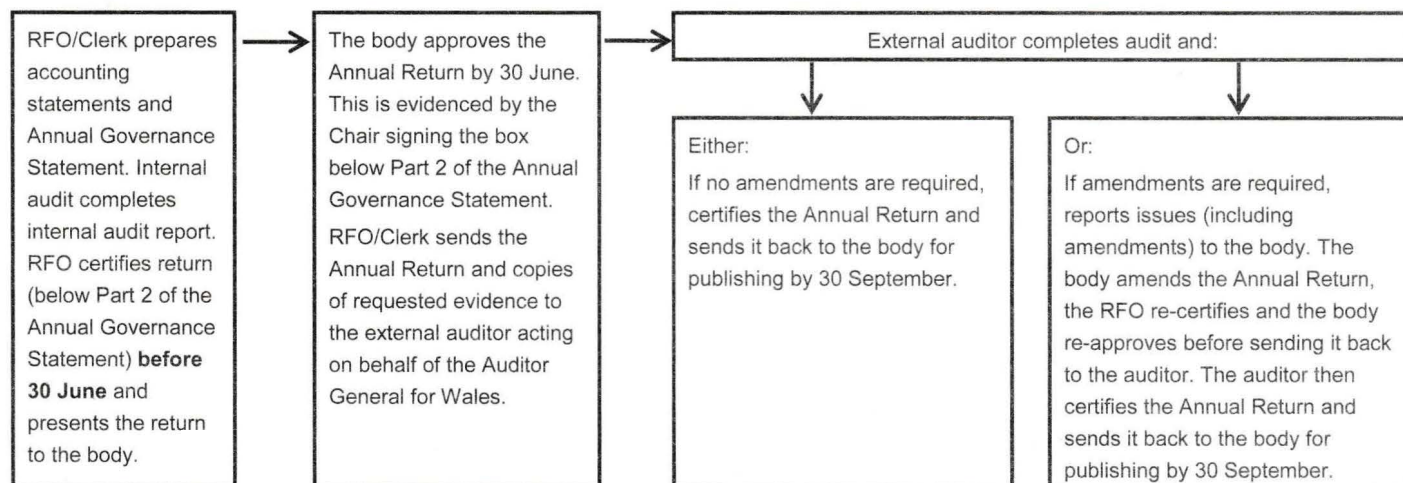 RFO/Clerk prepares
accounting
statements and
Annual Governance
Statement. Internal
audit completes
internal audit report.
RFO certifies return
(below Part 2 of the
Annual Governance
Statement) before
30 June and
presents the return
to the body.
The body approves the
Annual Return by 30 June.
This is evidenced by the
Chair signing the box
below Part 2 of the Annual
Governance Statement.
RFO/Clerk sends the
Annual Return and copies
of requested evidence to
the external auditor acting
on behalf of the Auditor
General for Wales.
External auditor completes audit and:
Either:
If no amendments are required,
certifies the Annual Return and
sends it back to the body for
publishing by 30 September.
Or:
If amendments are required,
reports issues (including
amendments) to the body. The
body amends the Annual Return,
the RFO re-certifies and the body
re-approves before sending it back
to the auditor. The auditor then
certifies the Annual Return and
sends it back to the body for
publishing by 30 September.